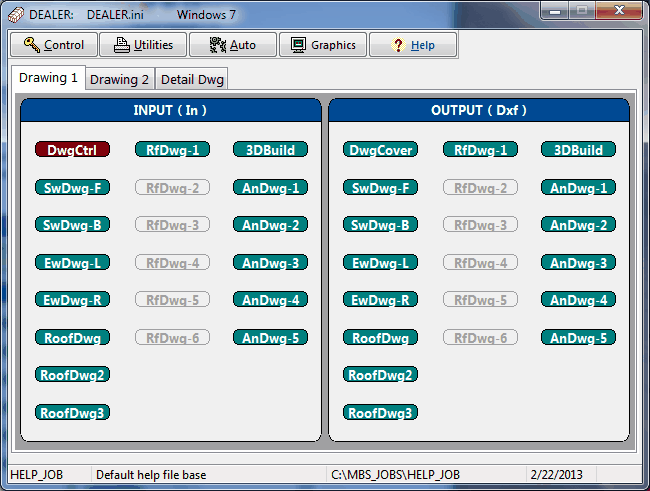 DEALER: DEALER.ini Windows 7
Control Utilities Auto Graphics ? Help
Drawing 1 Drawing 2 Detail Dwg
INPUT ( In ) OUTPUT ( Dxf )
DwgCtrl RfDwg-1 3DBuild DwgCover RfDwg-1 3DBuild
SwDwg-F RfDwg-2 AnDwg-1 SwDwg-F RfDwg-2 AnDwg-1
SwDwg-B RfDwg-3 AnDwg-2 SwDwg-B RfDwg-3 AnDwg-2
EwDwg-L RfDwg-4 AnDwg-3 EwDwg-L RfDwg-4 AnDwg-3
EwDwg-R RfDwg-5 AnDwg-4 EwDwg-R RfDwg-5 AnDwg-4
RoofDwg RfDwg-6 AnDwg-5 RoofDwg RfDwg-6 AnDwg-5
RoofDwg2 RoofDwg2
RoofDwg3 RoofDwg3
HELP_JOB Default help file base C:\MBS_JOBS\HELP_JOB 2/22/2013